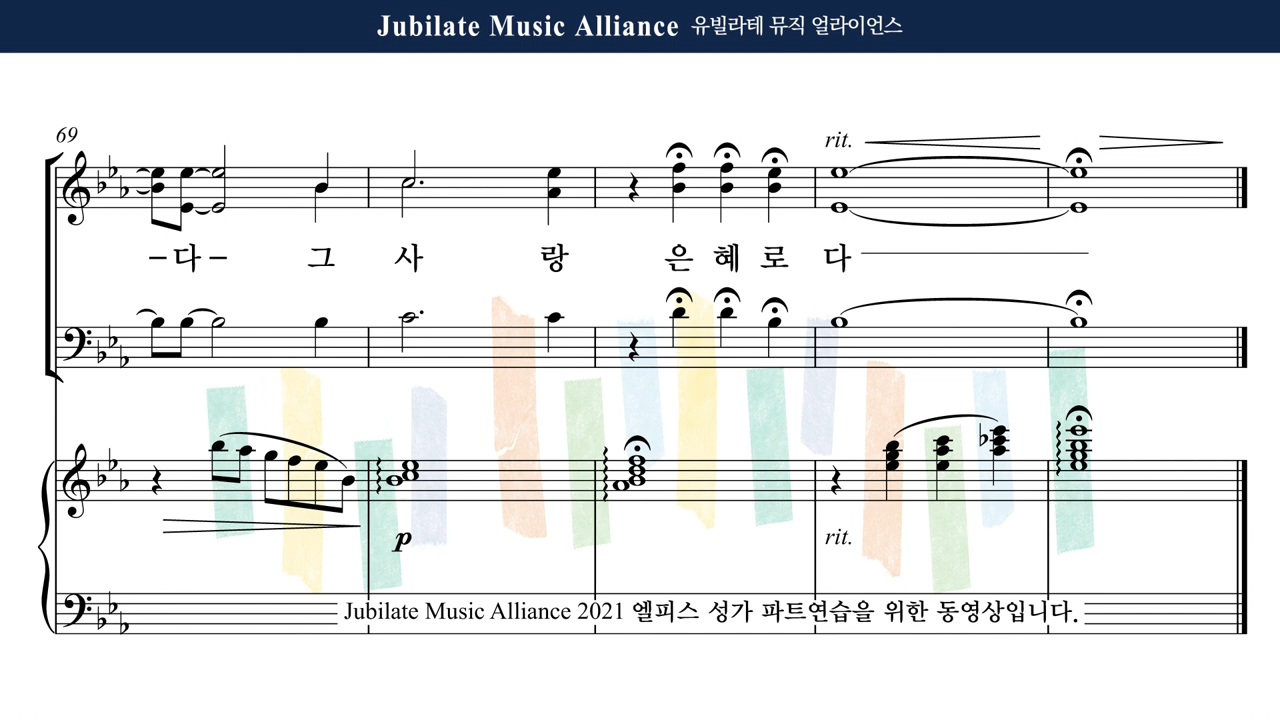 Jubilate Music Alliance 유빌라테 뮤직 얼라이언스
69
rit.
–다– 그 사 랑 은 혜 로 다
p
rit.
Jubilate Music Alliance 2021 엘피스 성가 파트연습을 위한 동영상입니다.